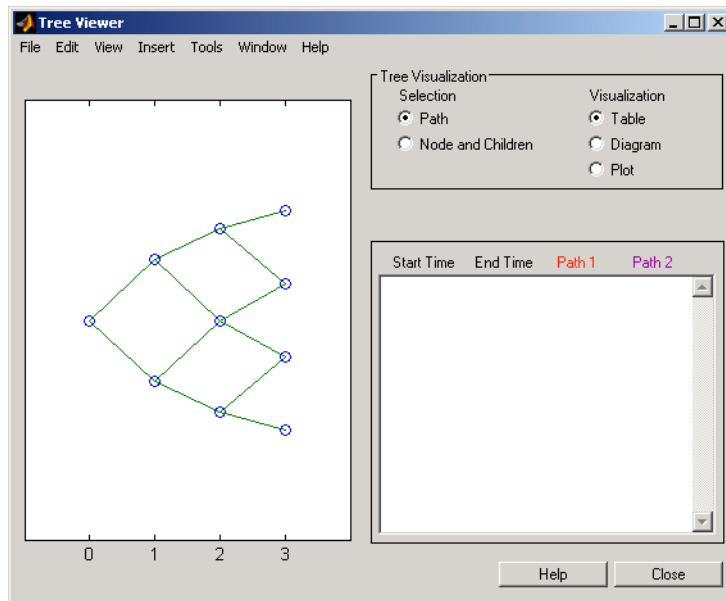 Tree Viewer
File Edit View Insert Tools Window Help
Tree Visualization
Selection Visualization
Path Table
Node and Children Diagram
Plot
Start Time End Time Path 1 Path 2
0 1 2 3
Help Close